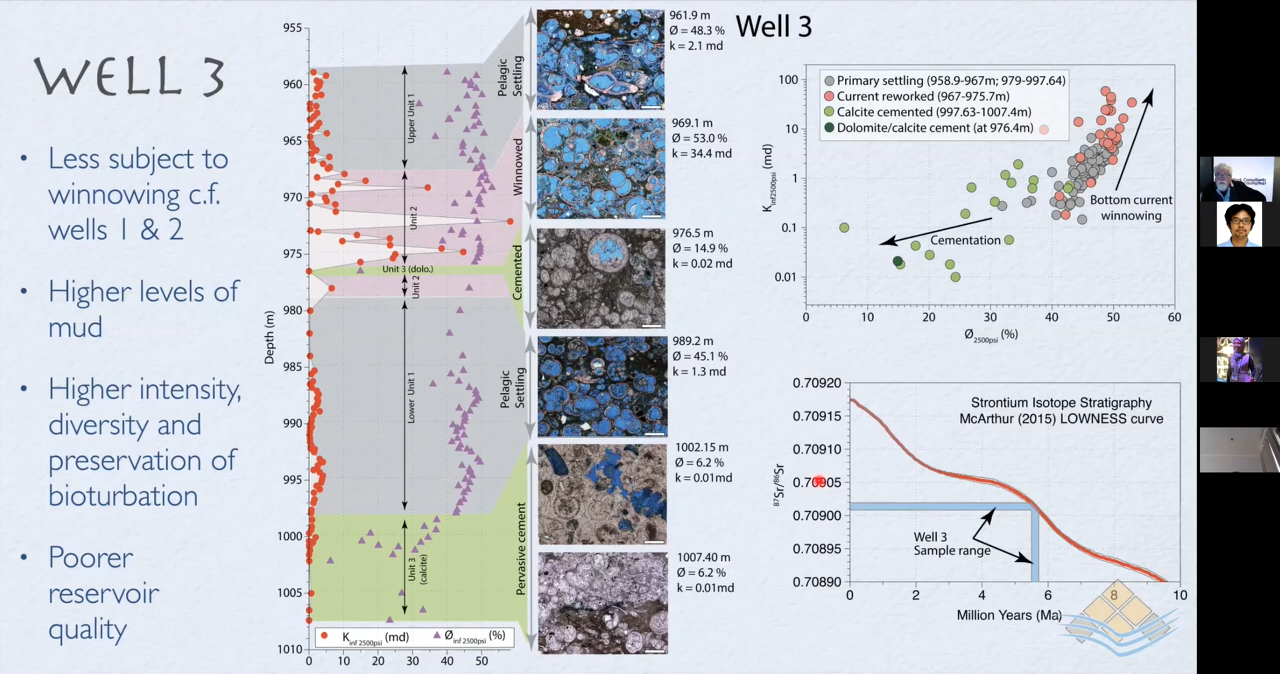 WELL 3
• Less subject to
winnowing c.f.
wells 1 & 2
• Higher levels of
mud
• Higher intensity,
diversity and
preservation of
bioturbation
• Poorer
reservoir
quality
Depth (m)
955
960
965
970
975
980
985
990
995
1000
1005
1010
0 10 20 30 40 50
Upper Unit 1
Unit 2
Unit 3 (dolo.)
Unit 2
Lower Unit 1
Unit 3
(calcite)
K inf 2500psi (md) Ø inf 2500psi (%)
Pelagic
Settling
Winnowed
Cemented
Pelagic
Settling
Pervasive cement
961.9 m
Ø = 48.3 %
k = 2.1 md
969.1 m
Ø = 53.0 %
k = 34.4 md
976.5 m
Ø = 14.9 %
k = 0.02 md
989.2 m
Ø = 45.1 %
k = 1.3 md
1002.15 m
Ø = 6.2 %
k = 0.01md
1007.40 m
Ø = 6.2 %
k = 0.01md
Well 3
Primary settling (958.9-967m; 979-997.64)
Current reworked (967-975.7m)
Calcite cemented (997.63-1007.4m)
Dolomite/calcite cement (at 976.4m)
K inf2500psi (md)
100
10
1
0.1
0.01
Bottom current
winnowing
Cementation
0 10 20 30 40 50 60
Ø 2500psi (%)
Strontium Isotope Stratigraphy
McArthur (2015) LOWNESS curve
87Sr/86Sr
0.70920
0.70915
0.70910
0.70905
0.70900
0.70895
0.70890
Well 3
Sample range
0 2 4 6 8 10
Million Years (Ma)